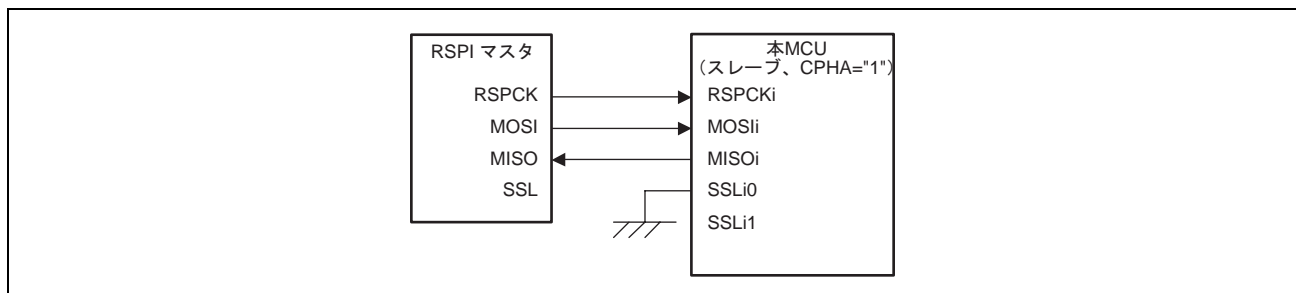 RSPI マスタ
RSPCK
MOSI
MISO
SSL
本MCU
(スレーブ、CPHA="1")
RSPCKi
MOSIi
MISOi
SSLi0
SSLi1